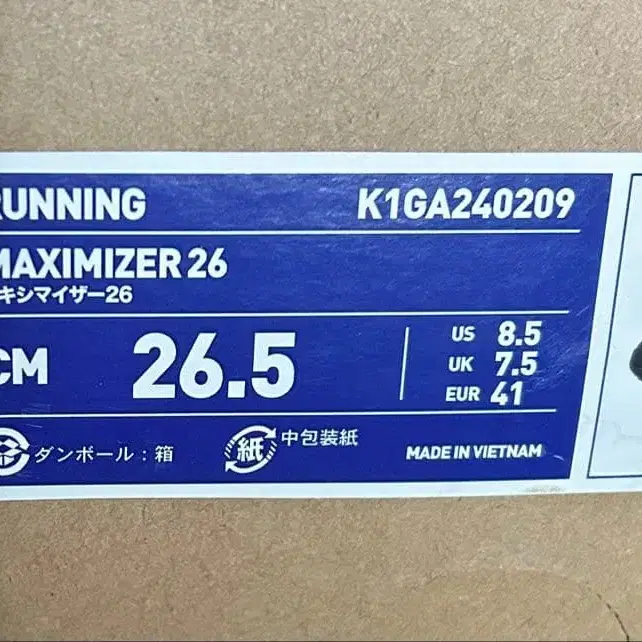 RUNNING K1GA240209
MAXIMIZER 26
キシマイザー26
CM 26.5
US 8.5
UK 7.5
EUR 41
ダンボール：箱
紙 中包装紙
MADE IN VIETNAM